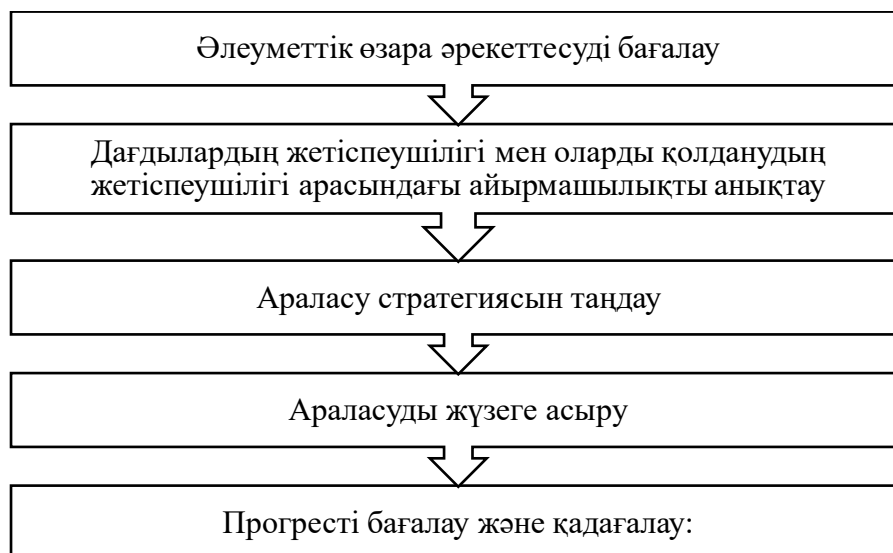 Әлеуметтік өзара әрекеттесуді бағалау
Дағдылардың жетіспеушілігі мен оларды қолданудың
жетіспеушілігі арасындағы айырмашылықты анықтау
Араласу стратегиясын таңдау
Араласуды жүзеге асыру
Прогресті бағалау және қадағалау: